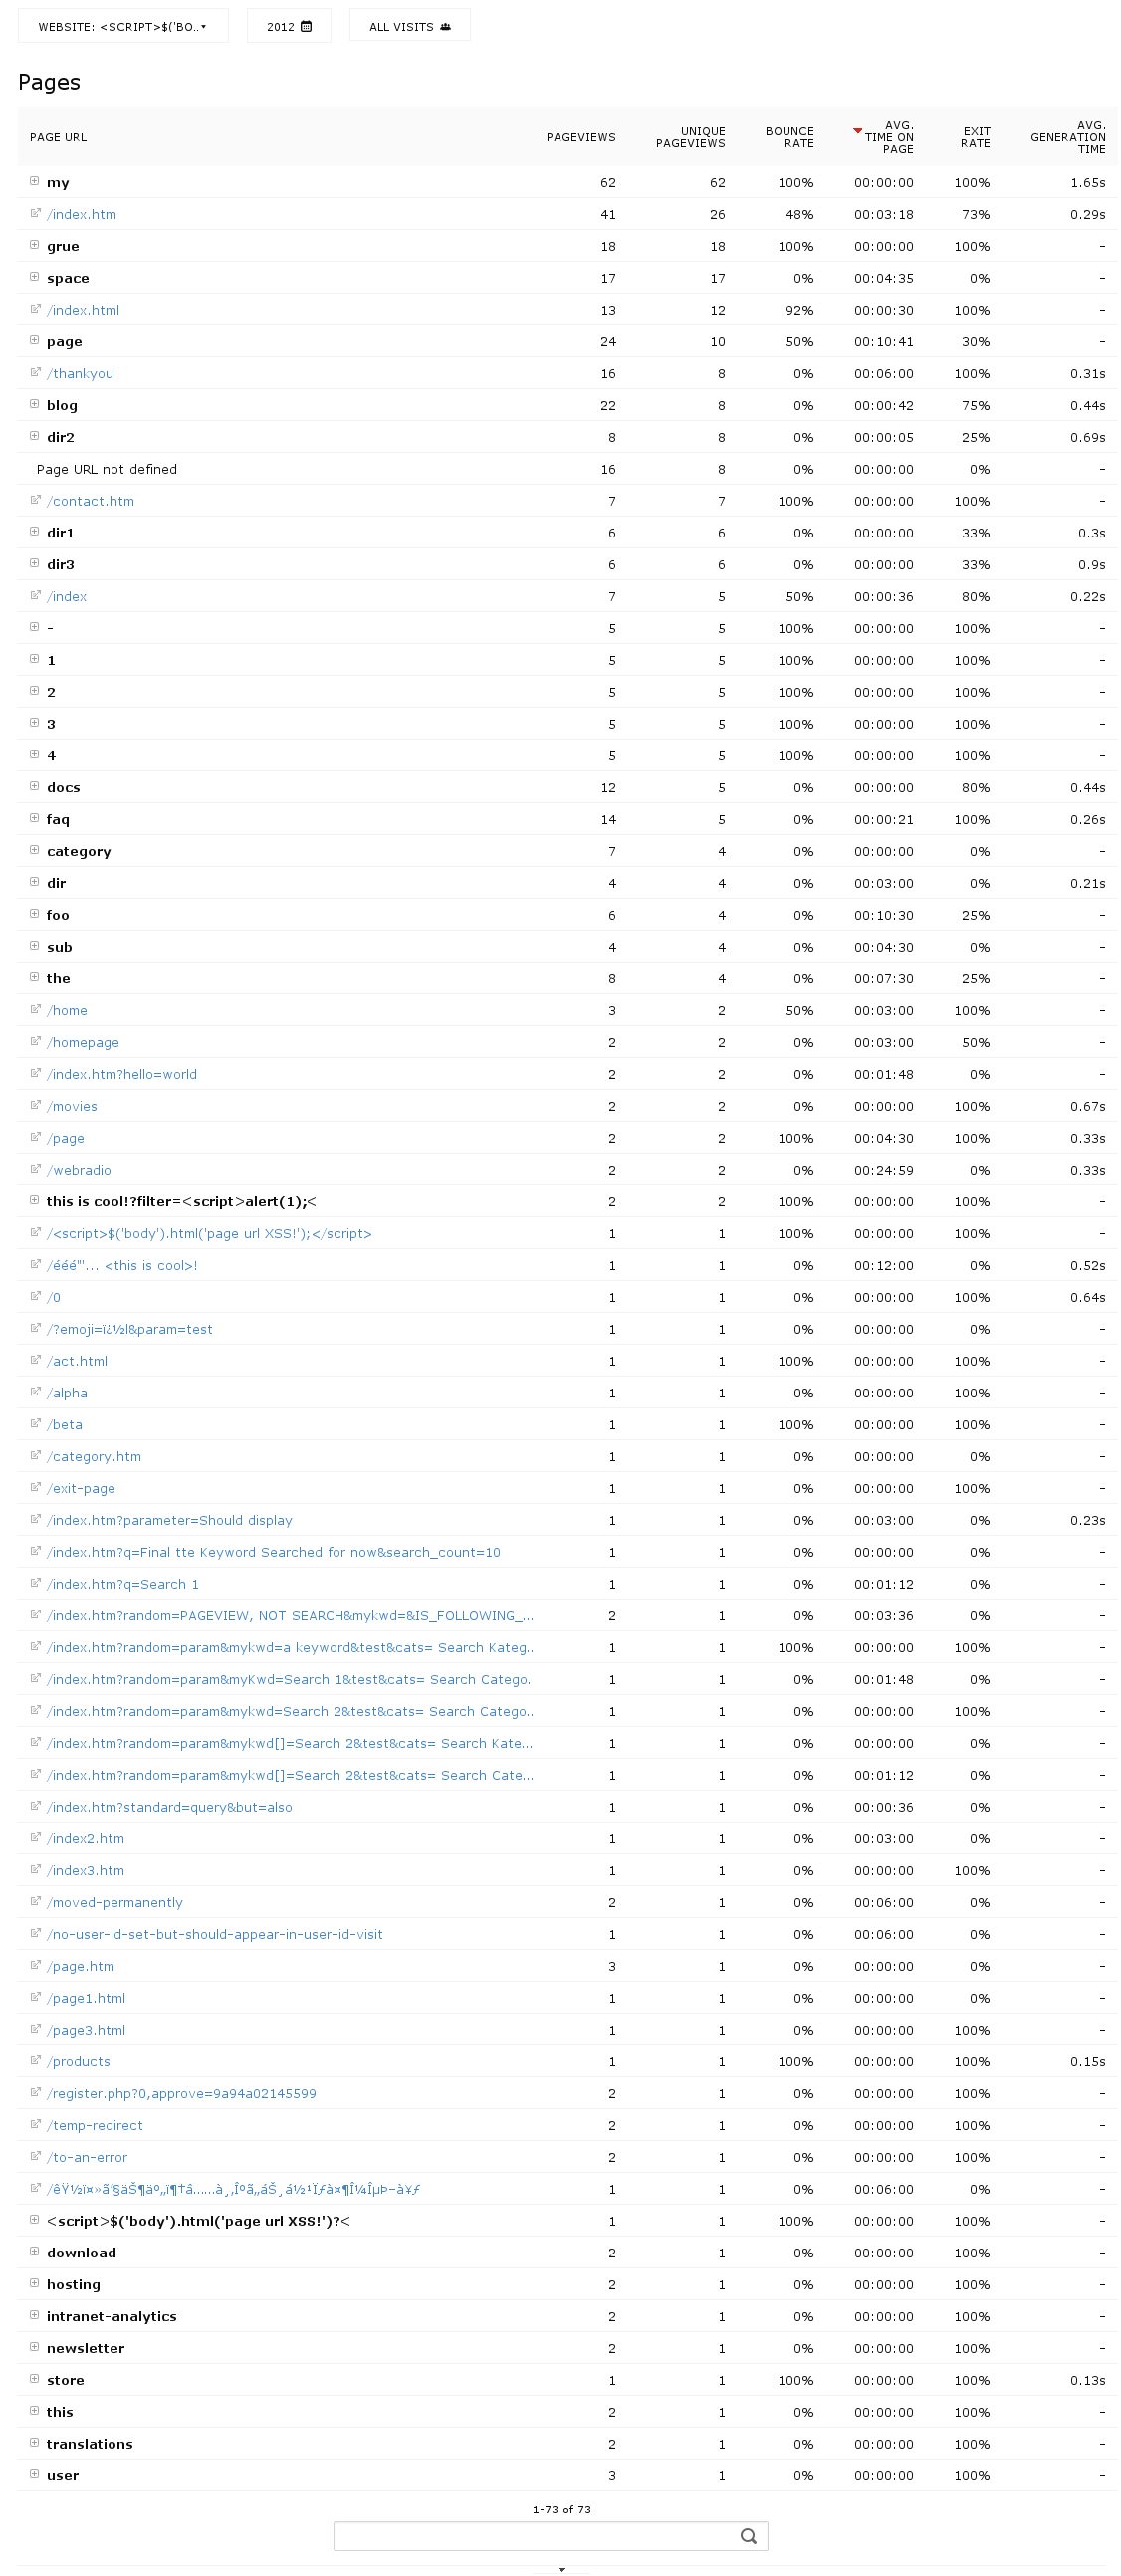 WEBSITE: <SCRIPT>$('BO.. 2012 ALL VISITS
Pages
PAGE URL PAGEVIEWS UNIQUE PAGEVIEWS BOUNCE RATE AVG. TIME ON PAGE EXIT RATE AVG. GENERATION TIME
my 62 62 100% 00:00:00 100% 1.65s
/index.htm 41 26 48% 00:03:18 73% 0.29s
grue 18 18 100% 00:00:00 100% -
space 17 17 0% 00:04:35 0% -
/index.html 13 12 92% 00:00:30 100% -
page 24 10 50% 00:10:41 30% -
/thankyou 16 8 0% 00:06:00 100% 0.31s
blog 22 8 0% 00:00:42 75% 0.44s
dir2 8 8 0% 00:00:05 25% 0.69s
Page URL not defined 16 8 0% 00:00:00 0% -
/contact.htm 7 7 100% 00:00:00 100% -
dir1 6 6 0% 00:00:00 33% 0.3s
dir3 6 6 0% 00:00:00 33% 0.9s
/index 7 5 50% 00:00:36 80% 0.22s
- 5 5 100% 00:00:00 100% -
1 5 5 100% 00:00:00 100% -
2 5 5 100% 00:00:00 100% -
3 5 5 100% 00:00:00 100% -
4 5 5 100% 00:00:00 100% -
docs 12 5 0% 00:00:00 80% 0.44s
faq 14 5 0% 00:00:21 100% 0.26s
category 7 4 0% 00:00:00 0% -
dir 4 4 0% 00:03:00 0% 0.21s
foo 6 4 0% 00:10:30 25% -
sub 4 4 0% 00:04:30 0% -
the 8 4 0% 00:07:30 25% -
/home 3 2 50% 00:03:00 100% -
/homepage 2 2 0% 00:03:00 50% -
/index.htm?hello=world 2 2 0% 00:01:48 0% -
/movies 2 2 0% 00:00:00 100% 0.67s
/page 2 2 100% 00:04:30 100% 0.33s
/webradio 2 2 0% 00:24:59 0% 0.33s
this is cool!?filter=<script>alert(1);< 2 2 100% 00:00:00 100% -
/<script>$('body').html('page url XSS!');</script> 1 1 100% 00:00:00 100% -
/ééé"'... <this is cool>! 1 1 0% 00:12:00 0% 0.52s
/0 1 1 0% 00:00:00 100% 0.64s
/?emoji=ï¿½l&param=test 1 1 0% 00:00:00 0% -
/act.html 1 1 100% 00:00:00 100% -
/alpha 1 1 0% 00:00:00 100% -
/beta 1 1 100% 00:00:00 100% -
/category.htm 1 1 0% 00:00:00 0% -
/exit-page 1 1 0% 00:00:00 100% -
/index.htm?parameter=Should display 1 1 0% 00:03:00 0% 0.23s
/index.htm?q=Final tte Keyword Searched for now&search_count=10 1 1 0% 00:00:00 0% -
/index.htm?q=Search 1 1 1 0% 00:01:12 0% -
/index.htm?random=PAGEVIEW, NOT SEARCH&mykwd=&IS_FOLLOWING_... 2 1 0% 00:03:36 0% -
/index.htm?random=param&mykwd=a keyword&test&cats= Search Kateg.. 1 1 100% 00:00:00 100% -
/index.htm?random=param&myKwd=Search 1&test&cats= Search Catego. 1 1 0% 00:01:48 0% -
/index.htm?random=param&mykwd=Search 2&test&cats= Search Catego.. 1 1 0% 00:00:00 100% -
/index.htm?random=param&mykwd[]=Search 2&test&cats= Search Kate... 1 1 0% 00:00:00 0% -
/index.htm?random=param&mykwd[]=Search 2&test&cats= Search Cate... 1 1 0% 00:01:12 0% -
/index.htm?standard=query&but=also 1 1 0% 00:00:36 0% -
/index2.htm 1 1 0% 00:03:00 0% -
/index3.htm 1 1 0% 00:00:00 100% -
/moved-permanently 2 1 0% 00:06:00 0% -
/no-user-id-set-but-should-appear-in-user-id-visit 1 1 0% 00:06:00 0% -
/page.htm 3 1 0% 00:00:00 0% -
/page1.html 1 1 0% 00:00:00 0% -
/page3.html 1 1 0% 00:00:00 100% -
/products 1 1 100% 00:00:00 100% 0.15s
/register.php?0,approve=9a94a02145599 2 1 0% 00:00:00 100% -
/temp-redirect 2 1 0% 00:00:00 100% -
/to-an-error 2 1 0% 00:00:00 100% -
1 1 0% 00:06:00 0% -
<script>$('body').html('page url XSS!')?< 1 1 100% 00:00:00 100% -
download 2 1 0% 00:00:00 100% -
hosting 2 1 0% 00:00:00 100% -
intranet-analytics 2 1 0% 00:00:00 100% -
newsletter 2 1 0% 00:00:00 100% -
store 1 1 100% 00:00:00 100% 0.13s
this 2 1 0% 00:00:00 100% -
translations 2 1 0% 00:00:00 100% -
user 3 1 0% 00:00:00 100% -
1-73 of 73